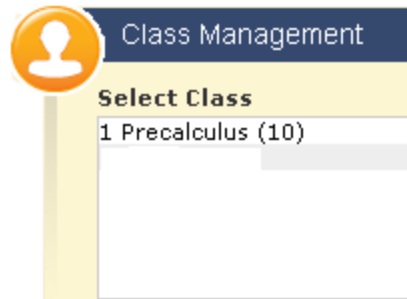 Class Management
Select Class
1 Precalculus (10)